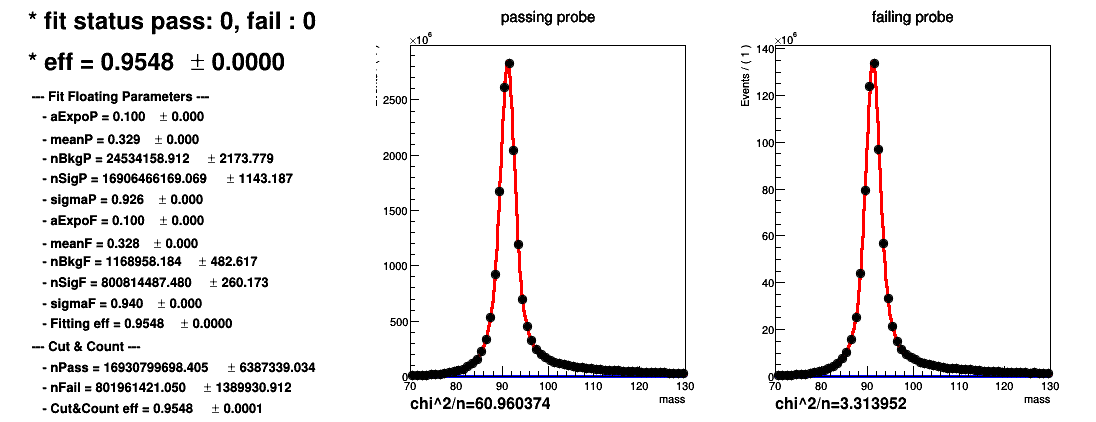 * fit status pass: 0, fail : 0
* eff = 0.9548 ± 0.0000
--- Fit Floating Parameters ---
- aExpoP = 0.100 ± 0.000
- meanP = 0.329 ± 0.000
- nBkgP = 24534158.912 ± 2173.779
- nSigP = 16906466169.069 ± 1143.187
- sigmaP = 0.926 ± 0.000
- aExpoF = 0.100 ± 0.000
- meanF = 0.328 ± 0.000
- nBkgF = 1168958.184 ± 482.617
- nSigF = 800814487.480 ± 260.173
- sigmaF = 0.940 ± 0.000
- Fitting eff = 0.9548 ± 0.0000
--- Cut & Count ---
- nPass = 16930799698.405 ± 6387339.034
- nFail = 801961421.050 ± 1389930.912
- Cut&Count eff = 0.9548 ± 0.0001
passing probe
×10⁶
2500
2000
1500
1000
500
0
70 80 90 100 110 120 130
mass
chi^2/n=60.960374
failing probe
×10⁶
Events / ( 1 )
140
120
100
80
60
40
20
0
70 80 90 100 110 120 130
mass
chi^2/n=3.313952